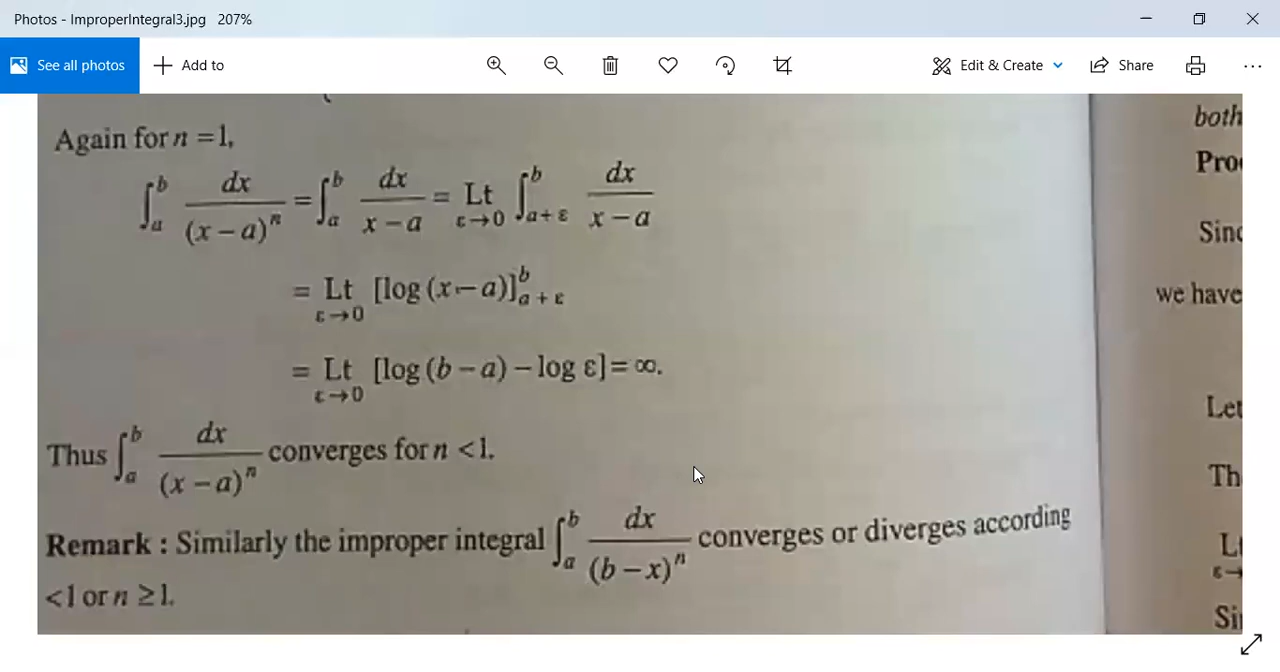 Photos - ImproperIntegral3.jpg 207%
See all photos
Add to
Edit & Create
Share
Again for n = 1,
∫_a^b dx/(x – a)^n = ∫_a^b dx/(x – a) = Lt_{ε→0} ∫_{a+ε}^b dx/(x – a)
= Lt_{ε→0} [log (x – a)]_{a + ε}^b
= Lt_{ε→0} [log (b – a) – log ε] = ∞.
Thus ∫_a^b dx/(x – a)^n converges for n < 1.
Remark : Similarly the improper integral ∫_a^b dx/(b – x)^n converges or diverges according
< 1 or n ≥ 1.
both
Sinc
we have
Let
Th